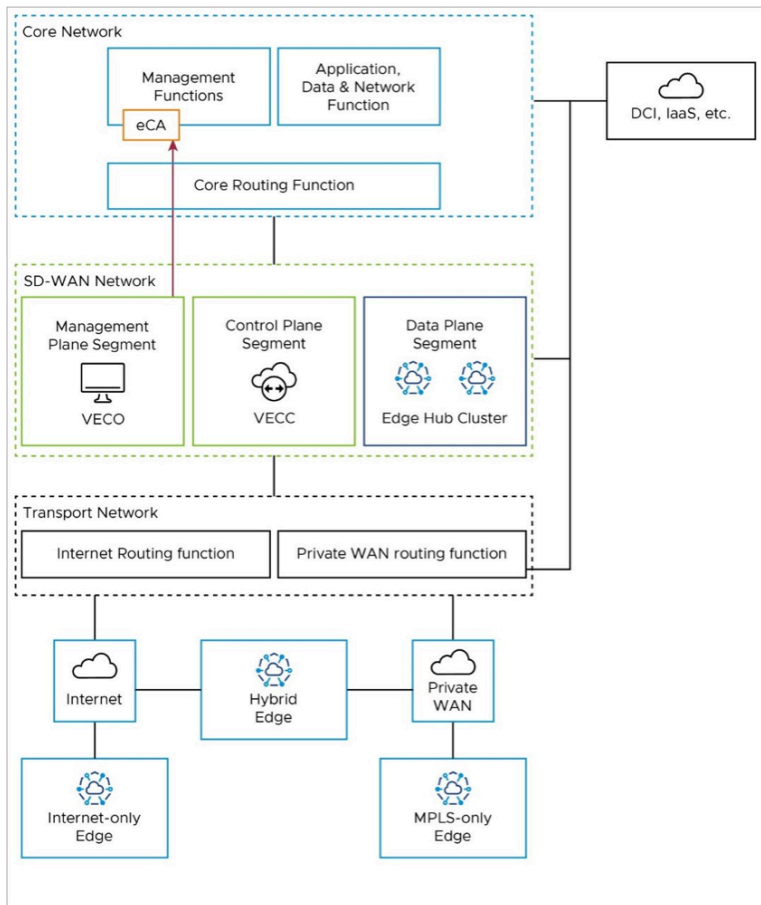 Core Network
Management
Functions
Application,
Data & Network
Function
eCA
DCI, IaaS, etc.
Core Routing Function
SD-WAN Network
Management
Plane Segment
VECO
Control Plane
Segment
VECC
Data Plane
Segment
Edge Hub Cluster
Transport Network
Internet Routing function
Private WAN routing function
Internet
Hybrid
Edge
Private
WAN
Internet-only
Edge
MPLS-only
Edge